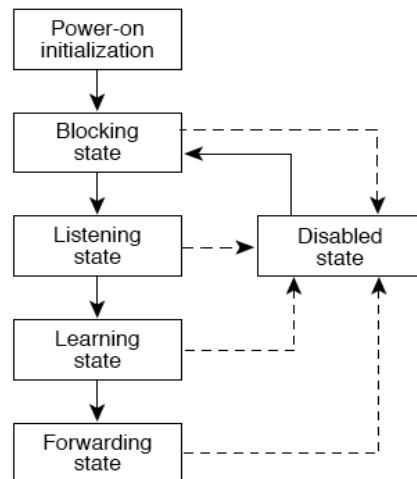 Power-on
initialization
Blocking
state
Listening
state
Disabled
state
Learning
state
Forwarding
state